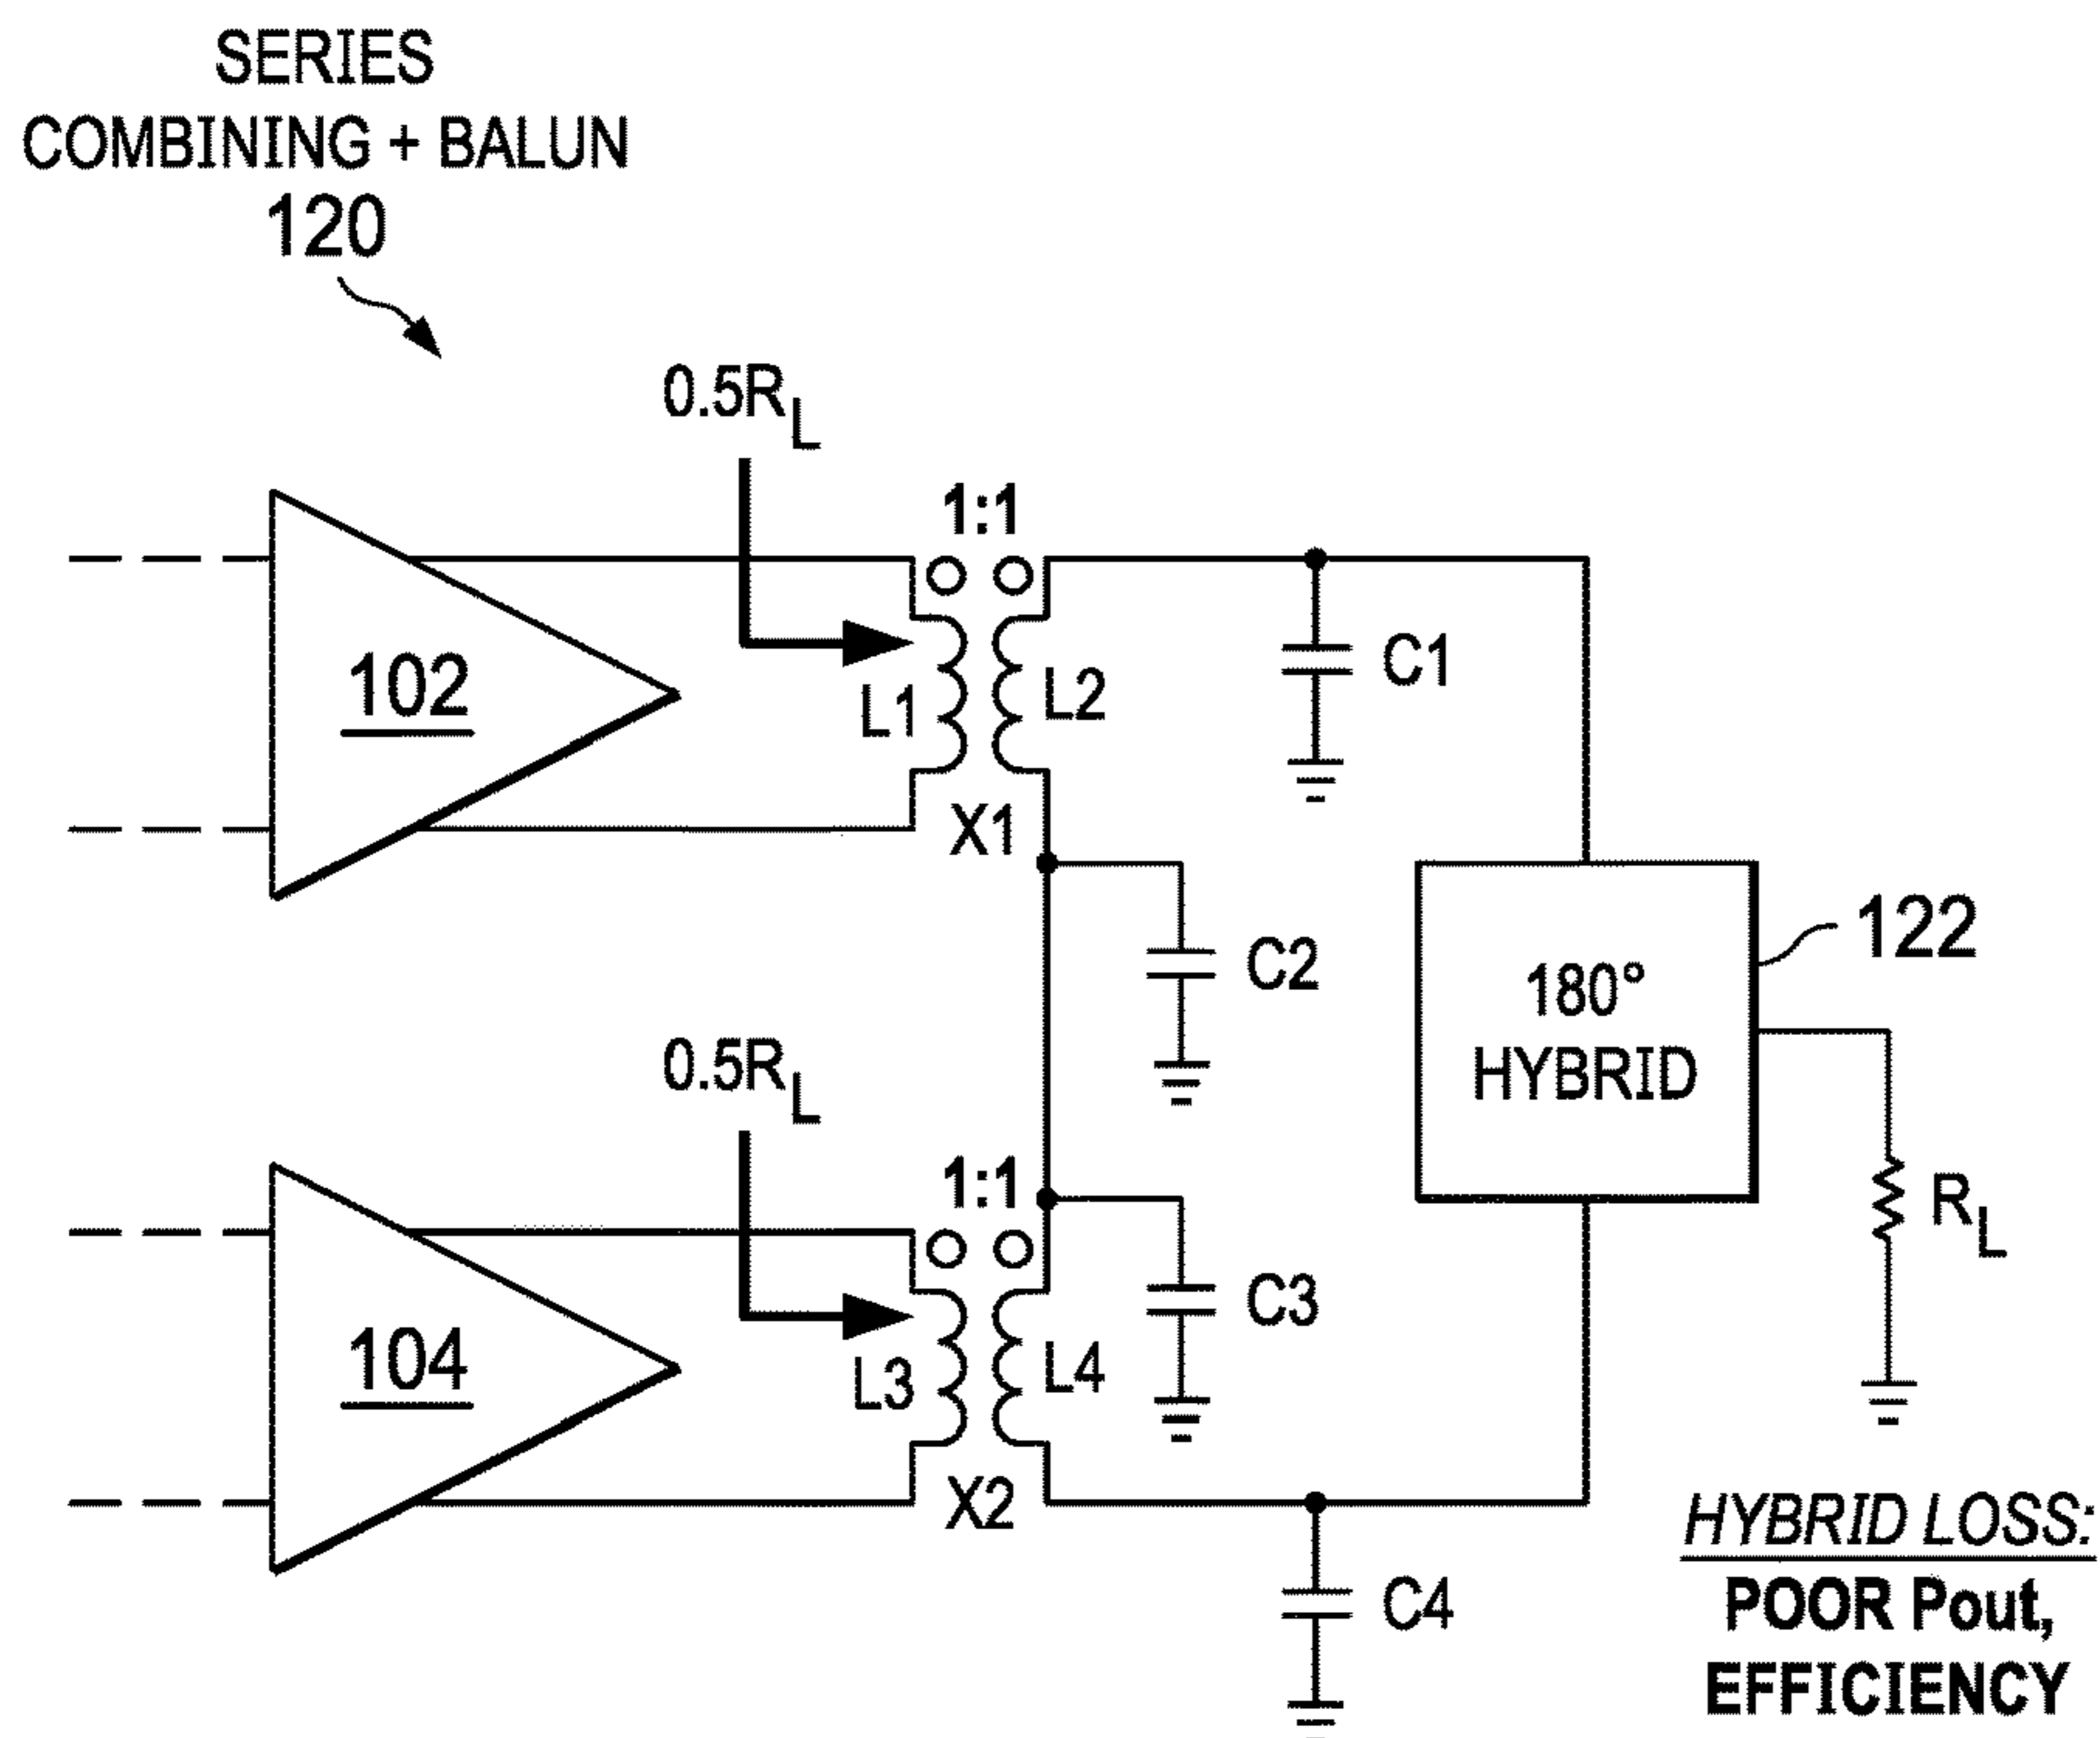 SERIES
COMBINING + BALUN
120
0.5RL
1:1
102
L1
L2
C1
X1
122
C2
180°
HYBRID
0.5RL
1:1
C3
RL
104
L3
L4
X2
C4
HYBRID LOSS:
POOR Pout,
EFFICIENCY